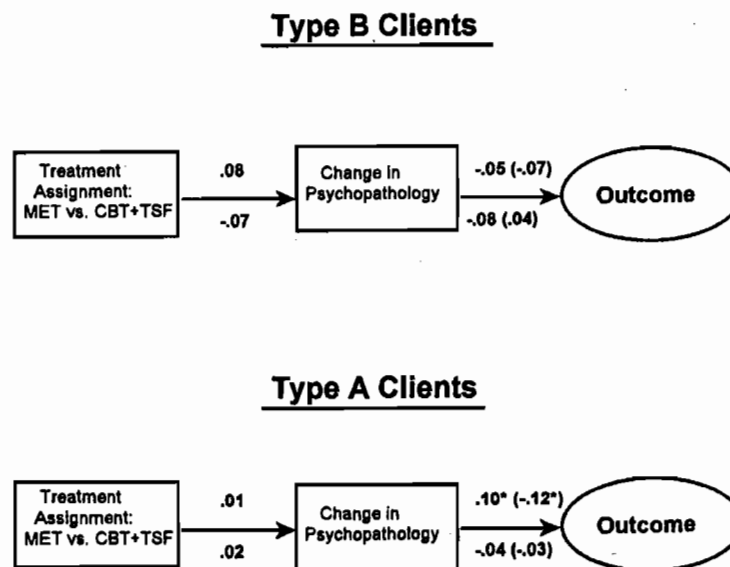 Type B Clients
Treatment
Assignment:
MET vs. CBT+TSF
.08
-.07
Change in
Psychopathology
-.05 (-.07)
-.08 (.04)
Outcome
Type A Clients
Treatment
Assignment:
MET vs. CBT+TSF
.01
.02
Change in
Psychopathology
.10* (-.12*)
-.04 (-.03)
Outcome